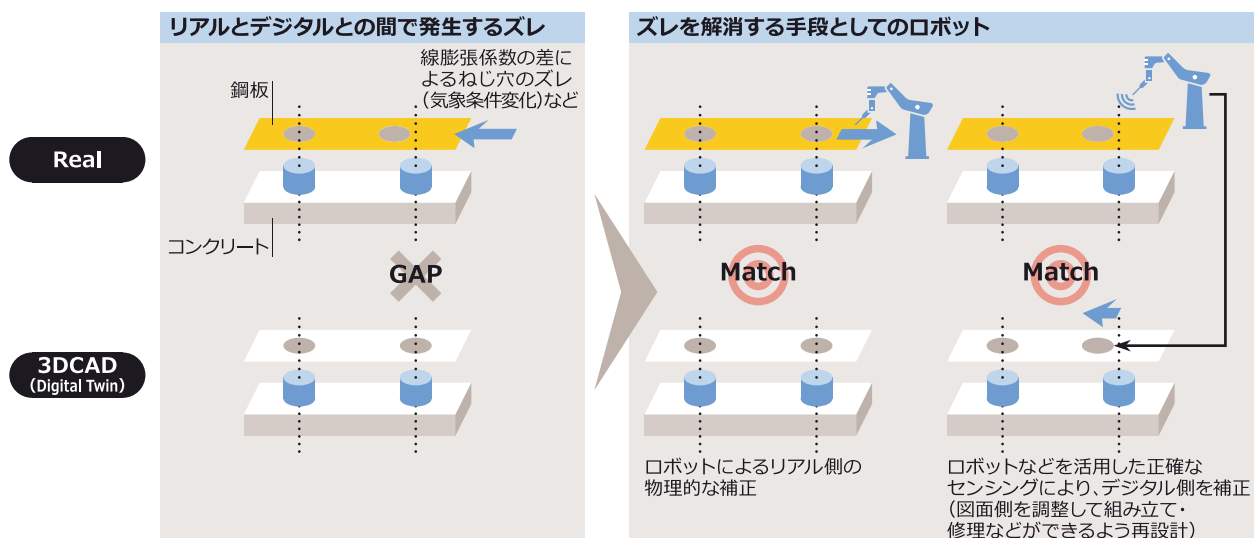 リアルとデジタルとの間で発生するズレ
ズレを解消する手段としてのロボット
線膨張係数の差に
よるねじ穴のズレ
（気象条件変化）など
鋼板
Real
コンクリート
GAP
Match
Match
3DCAD
（Digital Twin）
ロボットによるリアル側の
物理的な補正
ロボットなどを活用した正確な
センシングにより、デジタル側を補正
（図面側を調整して組み立て・
修理などができるよう再設計）